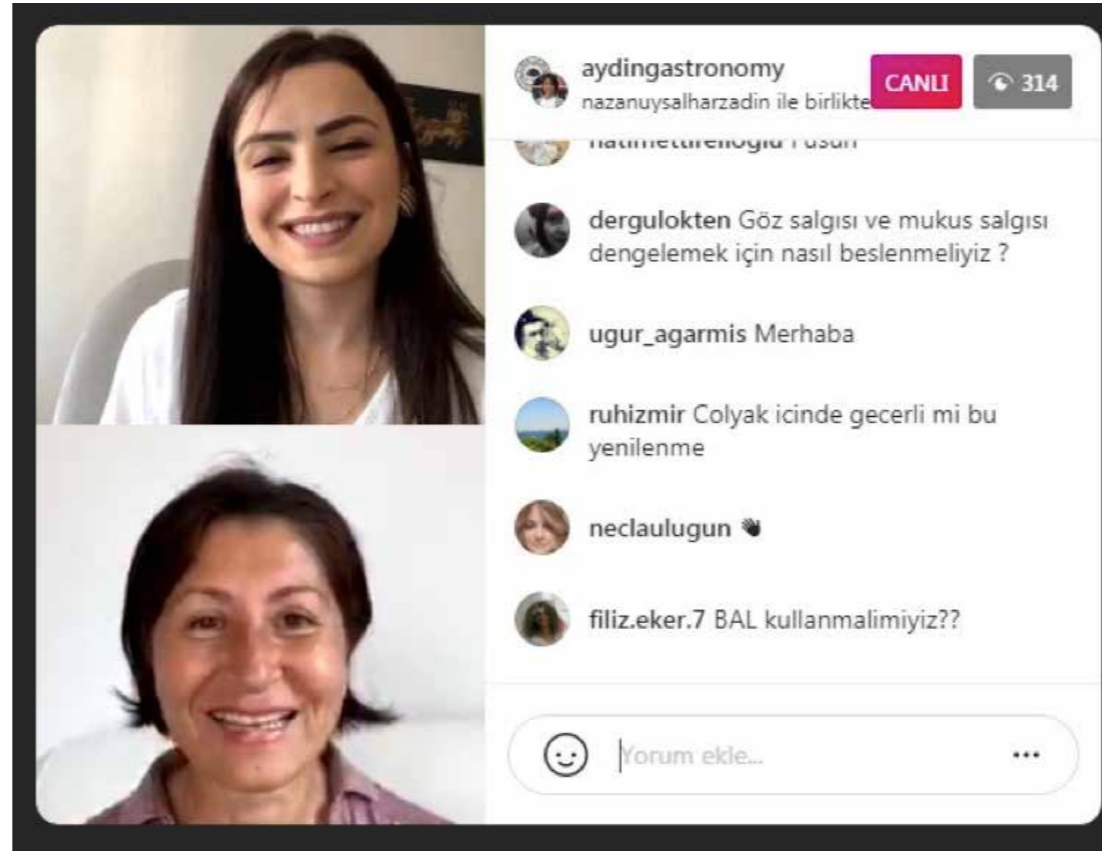 aydingastronomy
nazanuysalharzadin ile birlikte
CANLI
314
dergulokten Göz salgısı ve mukus salgısı
dengelemek için nasıl beslenmeliyiz ?
ugur_agarmis Merhaba
ruhizmir Colyak icinde gecerli mi bu
yenilenme
neclaulugun 👋
filiz.eker.7 BAL kullanmalimiyiz??
Yorum ekle...